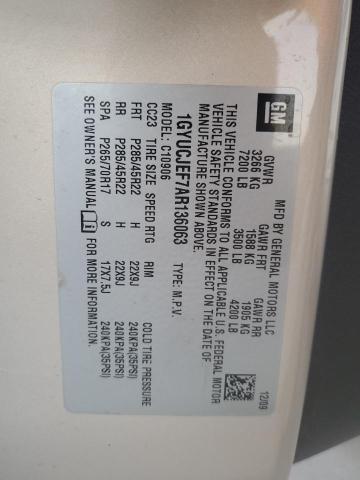 GM
MFD BY GENERAL MOTORS LLC
12/09
GVWR GAWR FRT GAWR RR
3266 KG 1588 KG 1905 KG
7200 LB 3500 LB 4200 LB
THIS VEHICLE CONFORMS TO ALL APPLICABLE U.S. FEDERAL MOTOR
VEHICLE SAFETY STANDARDS IN EFFECT ON THE DATE OF
MANUFACTURE SHOWN ABOVE.
1GYUCJEF7AR136063 TYPE: M.P.V.
MODEL: C10906
CC23 TIRE SIZE SPEED RTG RIM COLD TIRE PRESSURE
FRT P285/45R22 H 22X9J 240KPA(35PSI)
RR P285/45R22 H 22X9J 240KPA(35PSI)
SPA P265/70R17 S 17X7.5J 240KPA(35PSI)
SEE OWNER'S MANUAL FOR MORE INFORMATION.